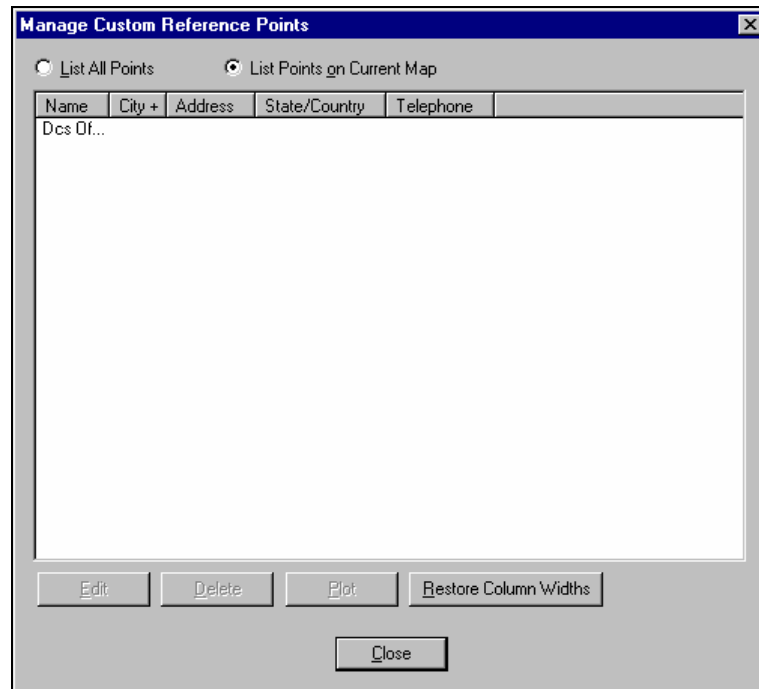 Manage Custom Reference Points
List All Points List Points on Current Map
Name City + Address State/Country Telephone
Dcs Of...
Edit Delete Plot Restore Column Widths
Close